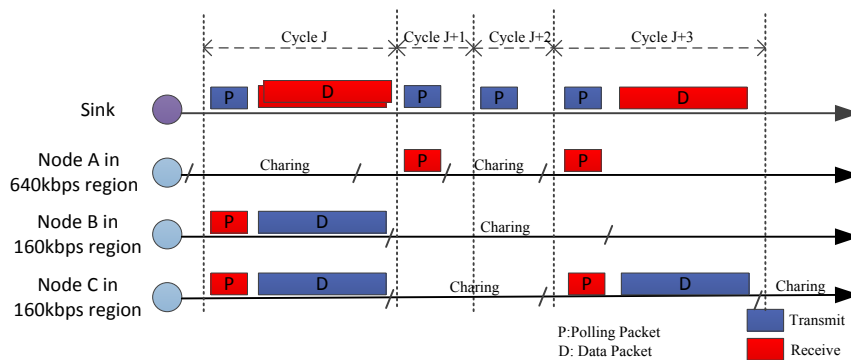 Cycle J
Cycle J+1
Cycle J+2
Cycle J+3
Sink
P
D
P
P
P
D
Node A in
640kbps region
Charing
P
Charing
P
Node B in
160kbps region
P
D
Charing
Node C in
160kbps region
P
D
Charing
P
D
Charing
P:Polling Packet
D: Data Packet
Transmit
Receive